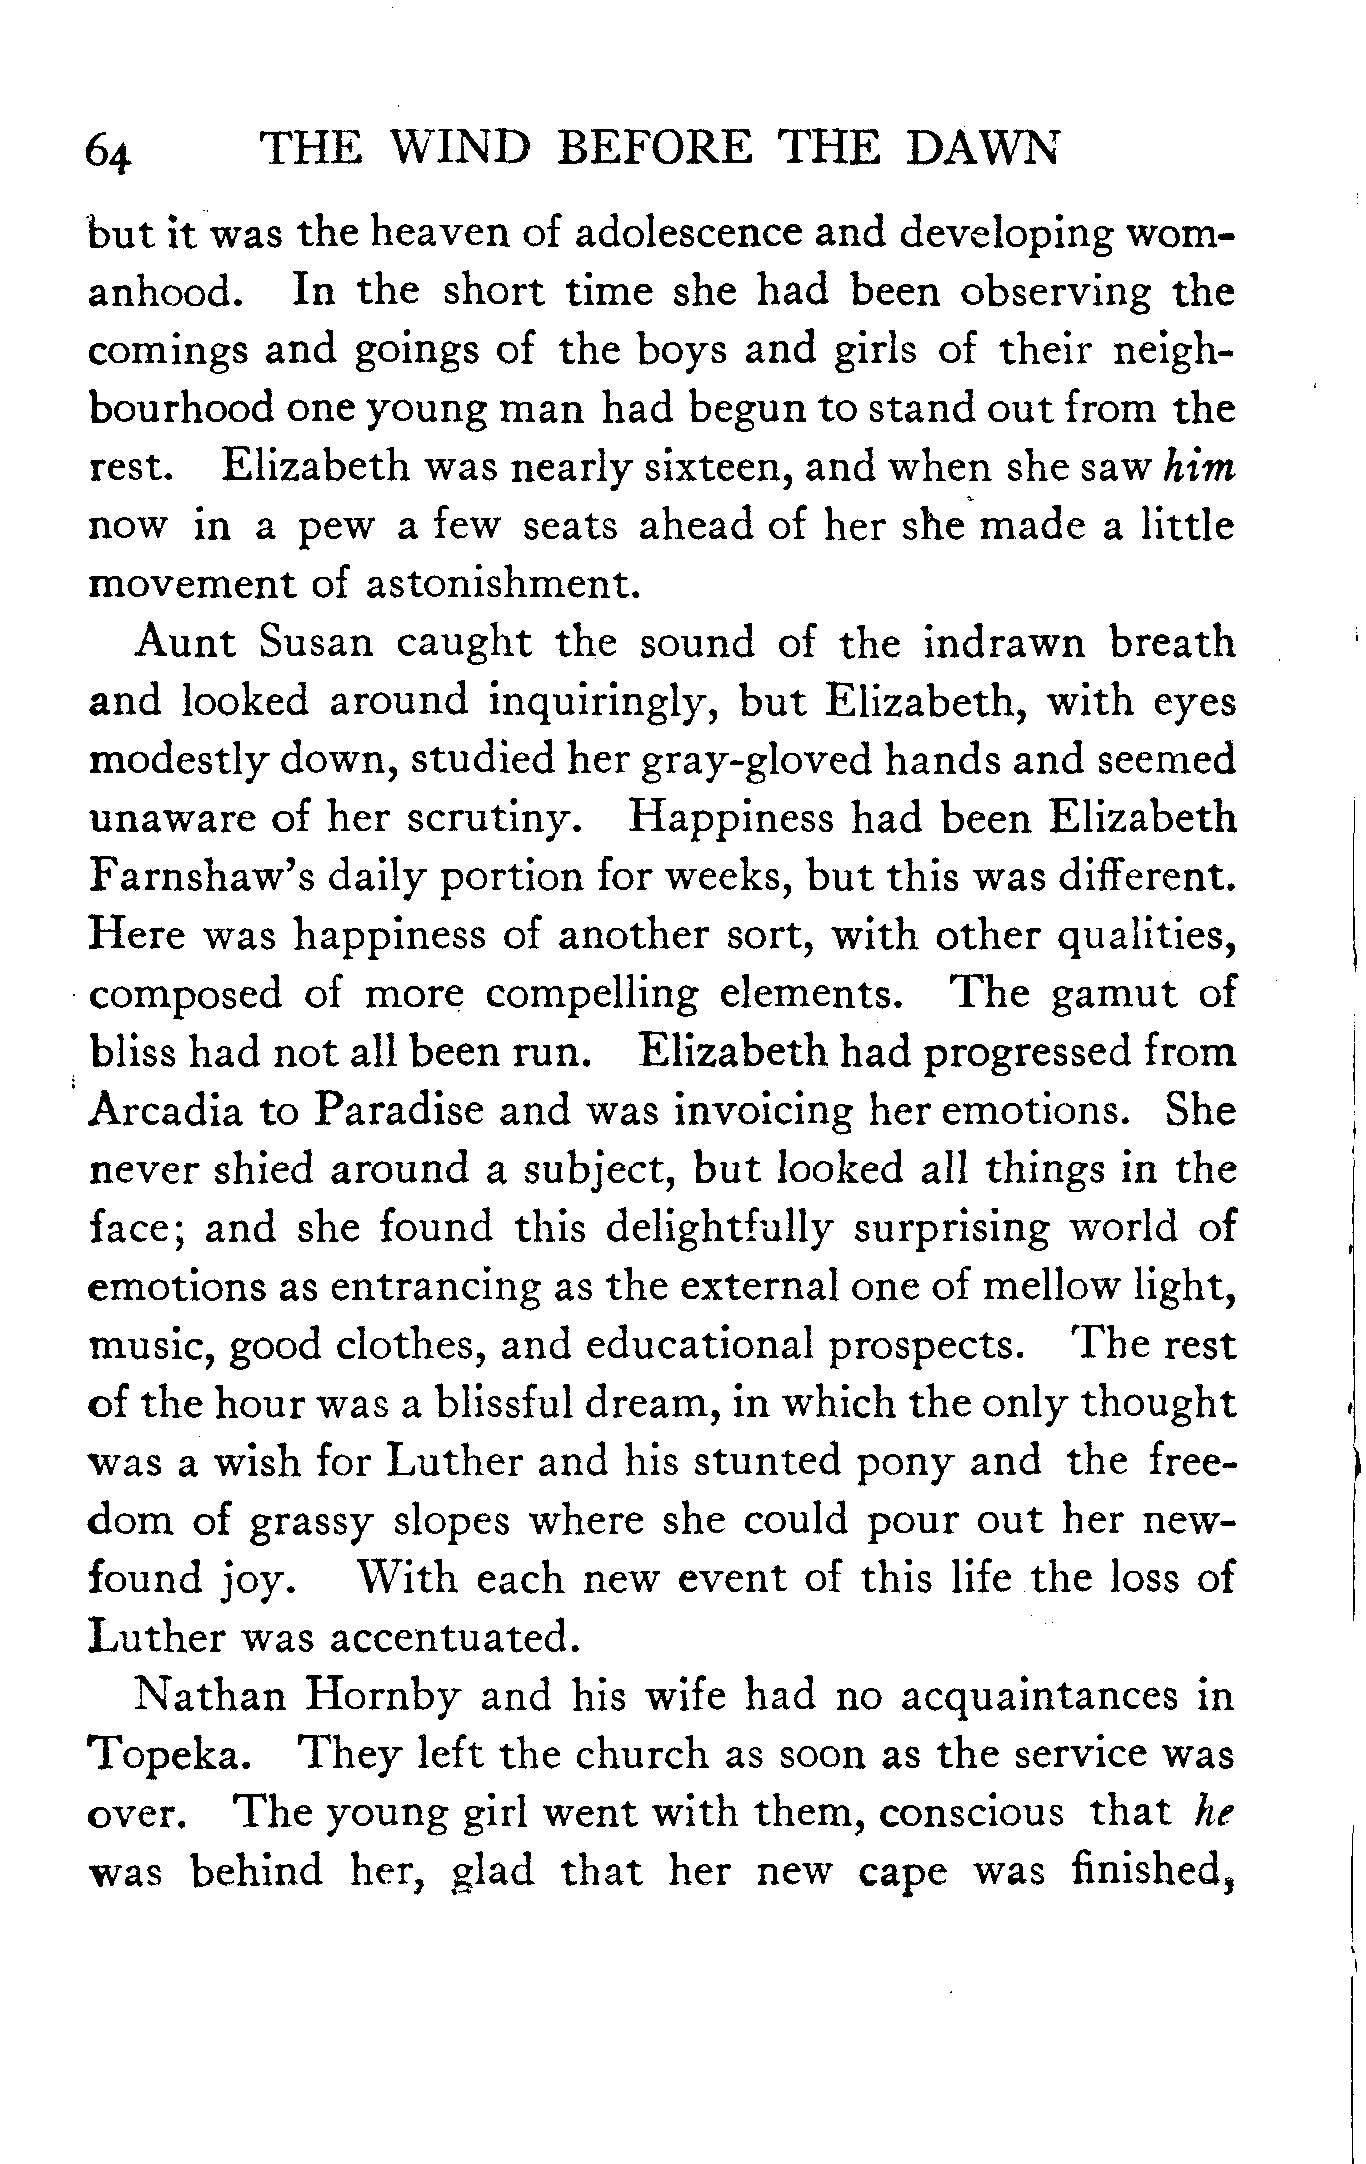 64 THE WIND BEFORE THE DAWN
but it was the heaven of adolescence and developing wom-
anhood. In the short time she had been observing the
comings and goings of the boys and girls of their neigh-
bourhood one young man had begun to stand out from the
rest. Elizabeth was nearly sixteen, and when she saw him
now in a pew a few seats ahead of her she made a little
movement of astonishment.
Aunt Susan caught the sound of the indrawn breath
and looked around inquiringly, but Elizabeth, with eyes
modestly down, studied her gray-gloved hands and seemed
unaware of her scrutiny. Happiness had been Elizabeth
Farnshaw's daily portion for weeks, but this was different.
Here was happiness of another sort, with other qualities,
composed of more compelling elements. The gamut of
bliss had not all been run. Elizabeth had progressed from
Arcadia to Paradise and was invoicing her emotions. She
never shied around a subject, but looked all things in the
face; and she found this delightfully surprising world of
emotions as entrancing as the external one of mellow light,
music, good clothes, and educational prospects. The rest
of the hour was a blissful dream, in which the only thought
was a wish for Luther and his stunted pony and the free-
dom of grassy slopes where she could pour out her new-
found joy. With each new event of this life the loss of
Luther was accentuated.
Nathan Hornby and his wife had no acquaintances in
Topeka. They left the church as soon as the service was
over. The young girl went with them, conscious that he
was behind her, glad that her new cape was finished,